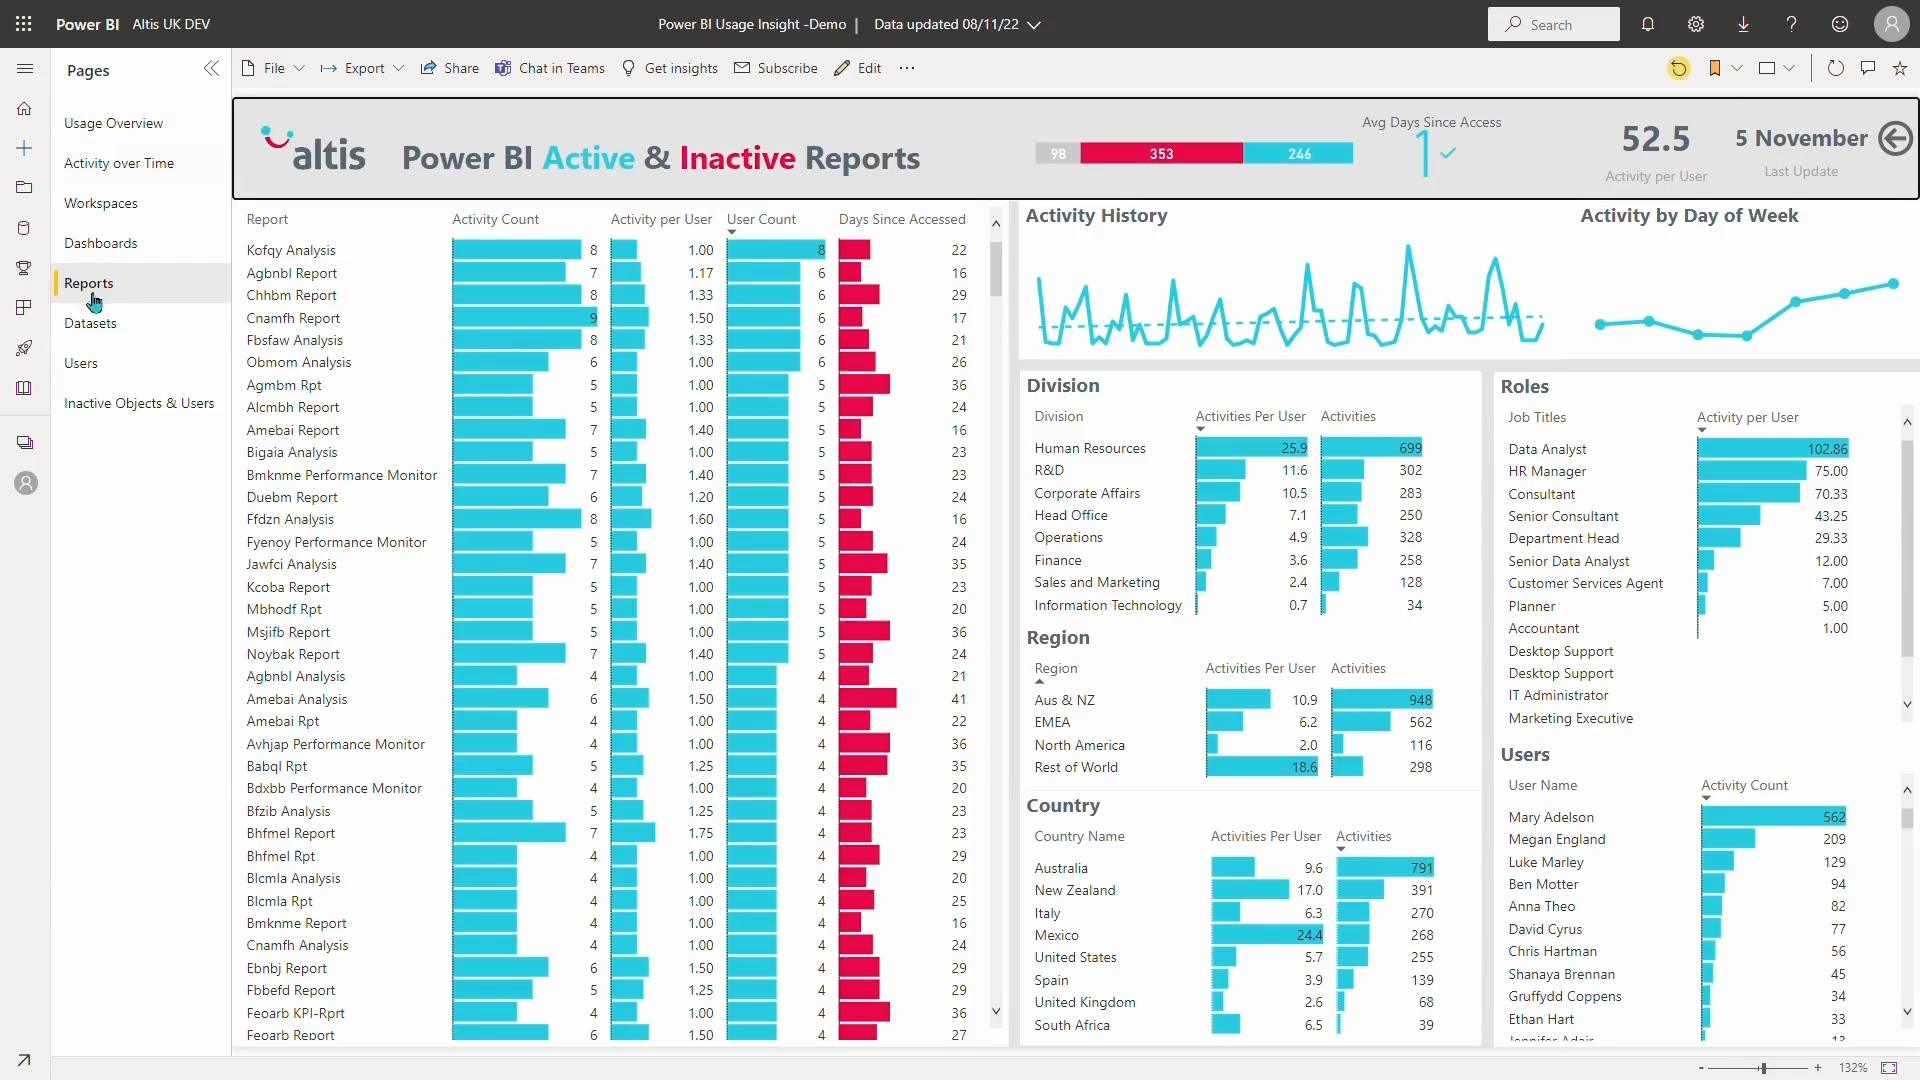 Power BI Altis UK DEV
Power BI Usage Insight -Demo | Data updated 08/11/22
Search
Pages
File Export Share Chat in Teams Get insights Subscribe Edit ...
Usage Overview
Activity over Time
Workspaces
Dashboards
Reports
Datasets
Users
Inactive Objects & Users
altis
Power BI Active & Inactive Reports
98 353 246
Avg Days Since Access
1
52.5
Activity per User
5 November
Last Update
Report Activity Count Activity per User User Count Days Since Accessed
Kofqy Analysis 8 1.00 8 22
Agbnbl Report 7 1.17 6 16
Chhbm Report 8 1.33 6 29
Cnamfh Report 9 1.50 6 17
Fbsfaw Analysis 8 1.33 6 21
Obmom Analysis 6 1.00 6 26
Agmbm Rpt 5 1.00 5 36
Alcmbh Report 5 1.00 5 24
Amebai Report 7 1.40 5 16
Bigaia Analysis 5 1.00 5 23
Bmknme Performance Monitor 7 1.40 5 23
Duebm Report 6 1.20 5 24
Ffdzn Analysis 8 1.60 5 16
Fyenoy Performance Monitor 5 1.00 5 24
Jawfci Analysis 7 1.40 5 35
Kcoba Report 5 1.00 5 23
Mbhodf Rpt 5 1.00 5 20
Msjifb Report 5 1.00 5 36
Noybak Report 7 1.40 5 24
Agbnbl Analysis 4 1.00 4 21
Amebai Analysis 6 1.50 4 41
Amebai Rpt 4 1.00 4 22
Avhjap Performance Monitor 4 1.00 4 36
Babql Rpt 5 1.25 4 35
Bdxbb Performance Monitor 4 1.00 4 20
Bfzib Analysis 5 1.25 4 23
Bhfmel Report 7 1.75 4 23
Bhfmel Rpt 4 1.00 4 29
Blcmla Analysis 4 1.00 4 20
Blcmla Rpt 4 1.00 4 25
Bmknme Report 4 1.00 4 16
Cnamfh Analysis 4 1.00 4 24
Ebnbj Report 6 1.50 4 29
Fbbefd Report 5 1.25 4 29
Feoarb KPI-Rprt 4 1.00 4 36
Feoarb Report 6 1.50 4 27
Activity History
Activity by Day of Week
Division
Division Activities Per User Activities
Human Resources 25.9 699
R&D 11.6 302
Corporate Affairs 10.5 283
Head Office 7.1 250
Operations 4.9 328
Finance 3.6 258
Sales and Marketing 2.4 128
Information Technology 0.7 34
Region
Region Activities Per User Activities
Aus & NZ 10.9 948
EMEA 6.2 562
North America 2.0 116
Rest of World 18.6 298
Country
Country Name Activities Per User Activities
Australia 9.6 791
New Zealand 17.0 391
Italy 6.3 270
Mexico 24.4 268
United States 5.7 255
Spain 3.9 139
United Kingdom 2.6 68
South Africa 6.5 39
Roles
Job Titles Activity per User
Data Analyst 102.86
HR Manager 75.00
Consultant 70.33
Senior Consultant 43.25
Department Head 29.33
Senior Data Analyst 12.00
Customer Services Agent 7.00
Planner 5.00
Accountant 1.00
Desktop Support
Desktop Support
IT Administrator
Marketing Executive
Users
User Name Activity Count
Mary Adelson 562
Megan England 209
Luke Marley 129
Ben Motter 94
Anna Theo 82
David Cyrus 77
Chris Hartman 56
Shanaya Brennan 45
Gruffydd Coppens 34
Ethan Hart 33
- + 132%